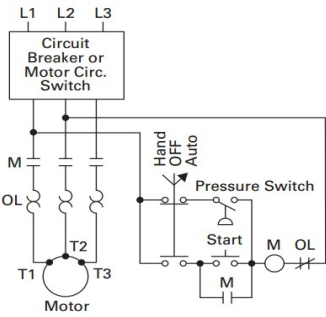 L1 L2 L3
Circuit
Breaker or
Motor Circ.
Switch
Hand
OFF
Auto
M
Pressure Switch
OL
Start
M OL
T2
T1 T3
M
Motor